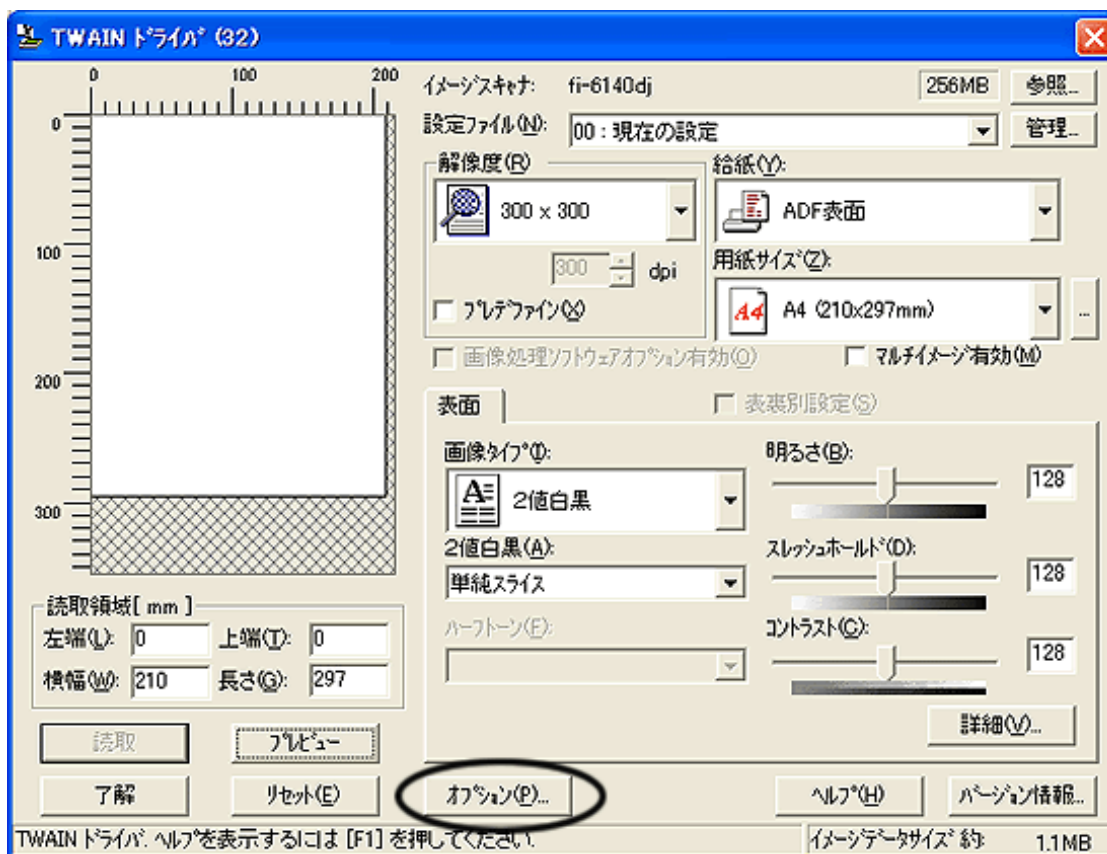 TWAIN ﾄﾞﾗｲﾊﾞ (32)
0 100 200
0
100
200
300
ｲﾒｰｼﾞｽｷｬﾅ: fi-6140dj 256MB 参照...
設定ﾌｧｲﾙ(N): 00 : 現在の設定 管理...
解像度(R)
300 x 300
300 dpi
ﾌﾟﾚﾃﾞﾌｧｲﾝ(X)
給紙(Y):
ADF表面
用紙ｻｲｽﾞ(Z):
A4 A4 (210x297mm) ...
画像処理ｿﾌﾄｳｪｱｵﾌﾟｼｮﾝ有効(O) ﾏﾙﾁｲﾒｰｼﾞ有効(M)
表面 表裏別設定(S)
画像ﾀｲﾌﾟ(I):
A 2値白黒
2値白黒(A):
単純ｽﾗｲｽ
ﾊｰﾌﾄｰﾝ(F):
明るさ(B):
128
ｽﾚｯｼｭﾎｰﾙﾄﾞ(D):
128
ｺﾝﾄﾗｽﾄ(C):
128
詳細(V)...
読取領域[ mm ]
左端(L): 0 上端(T): 0
横幅(W): 210 長さ(G): 297
読取 ﾌﾟﾚﾋﾞｭｰ
了解 ﾘｾｯﾄ(E) ｵﾌﾟｼｮﾝ(P)... ﾍﾙﾌﾟ(H) ﾊﾞｰｼﾞｮﾝ情報...
TWAIN ﾄﾞﾗｲﾊﾞ. ﾍﾙﾌﾟを表示するには [F1] を押してください. ｲﾒｰｼﾞﾃﾞｰﾀｻｲｽﾞ 約: 1.1MB